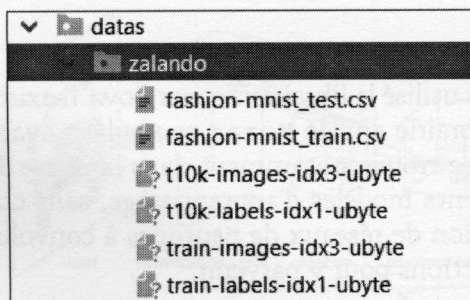 datas
zalando
fashion-mnist_test.csv
fashion-mnist_train.csv
t10k-images-idx3-ubyte
t10k-labels-idx1-ubyte
train-images-idx3-ubyte
train-labels-idx1-ubyte